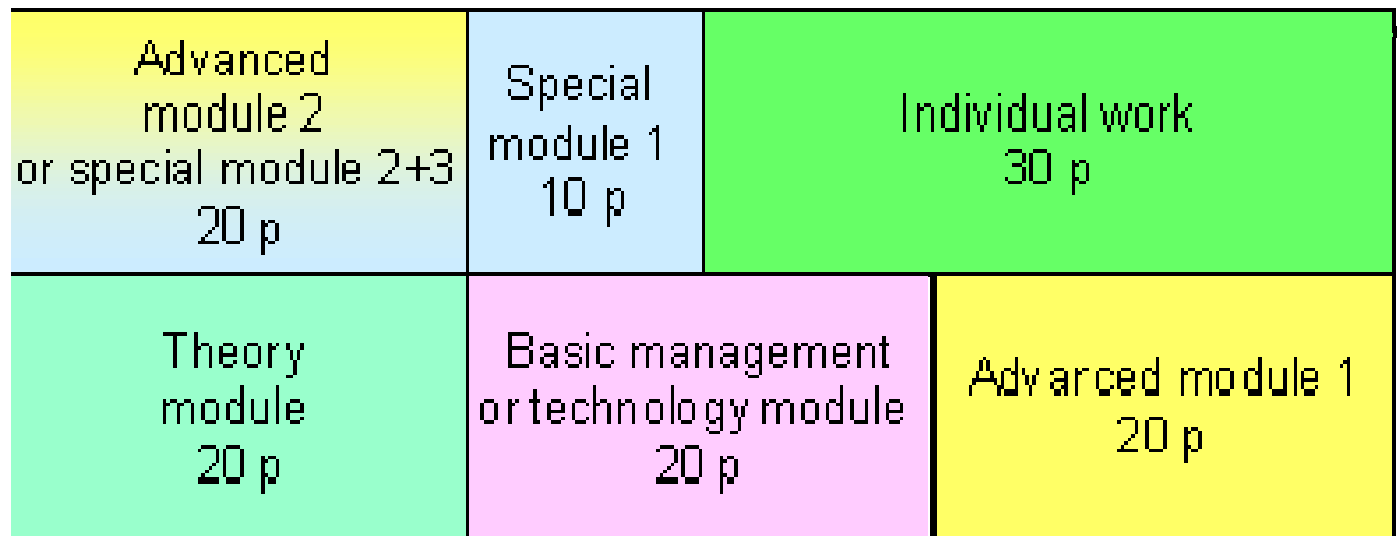 Advanced
module 2
or special module 2+3
20 p
Special
module 1
10 p
Individual work
30 p
Theory
module
20 p
Basic management
or technology module
20 p
Advarced module 1
20 p